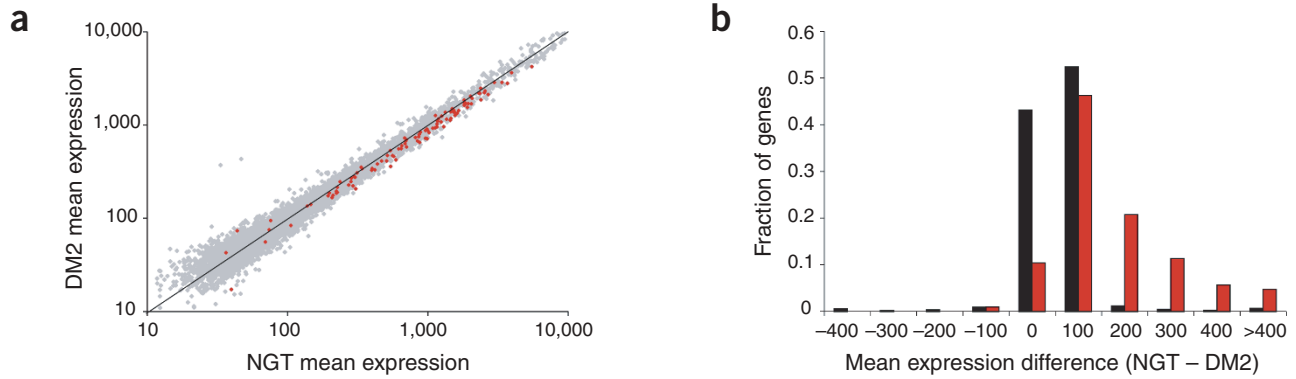 a
DM2 mean expression
10,000
1,000
100
10
10 100 1,000 10,000
NGT mean expression
b
Fraction of genes
0.6
0.5
0.4
0.3
0.2
0.1
0
–400 –300 –200 –100 0 100 200 300 400 >400
Mean expression difference (NGT – DM2)